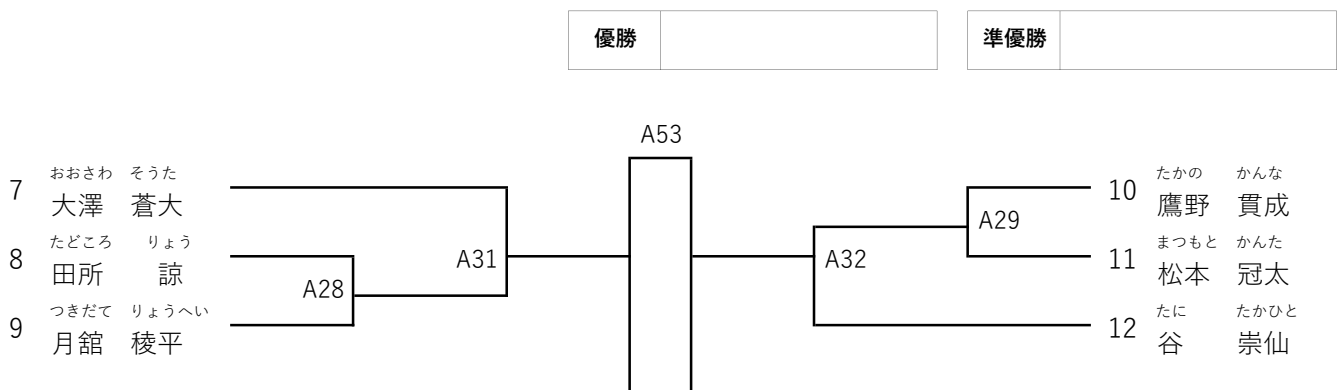 優勝
準優勝
A53
7 おおさわ そうた
大澤 蒼大
8 たどころ りょう
田所 諒
9 つきだて りょうへい
月舘 稜平
A28
A31
A32
A29
10 たかの かんな
鷹野 貫成
11 まつもと かんた
松本 冠太
12 たに たかひと
谷 崇仙